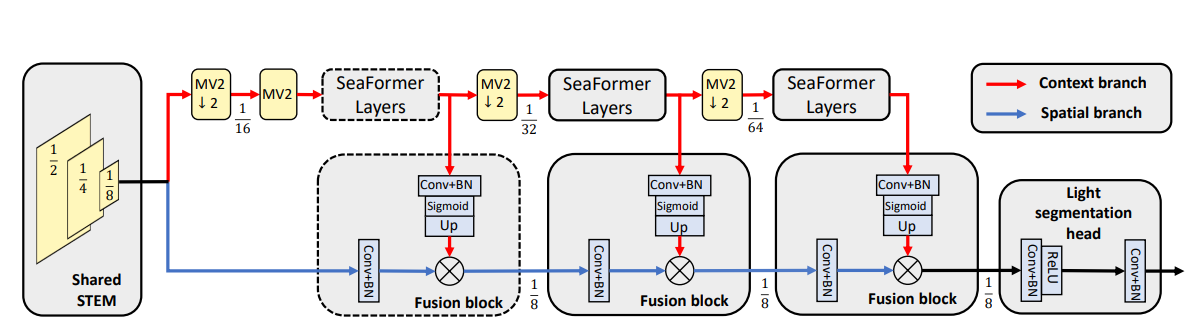 1/2
1/4
1/8
Shared
STEM
MV2
↓ 2
1/16
MV2
SeaFormer
Layers
MV2
↓ 2
1/32
SeaFormer
Layers
MV2
↓ 2
1/64
SeaFormer
Layers
Context branch
Spatial branch
Conv+BN
Sigmoid
Up
Conv+BN
Fusion block
1/8
Conv+BN
Sigmoid
Up
Conv+BN
Fusion block
1/8
Conv+BN
Sigmoid
Up
Conv+BN
Fusion block
1/8
Light
segmentation
head
Conv+BN
ReLU
Conv+BN